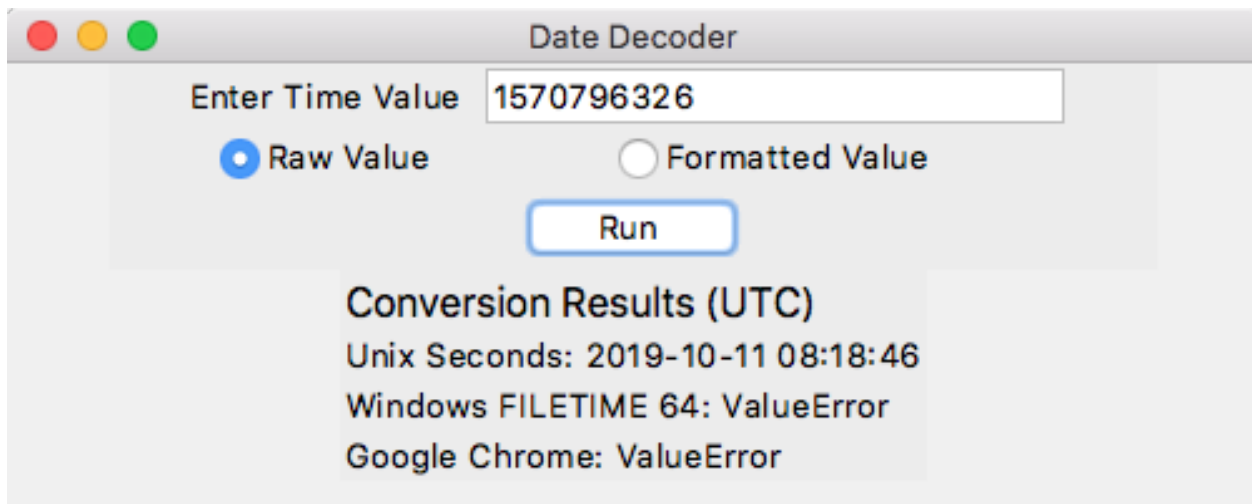 Date Decoder
Enter Time Value 1570796326
Raw Value Formatted Value
Run
Conversion Results (UTC)
Unix Seconds: 2019-10-11 08:18:46
Windows FILETIME 64: ValueError
Google Chrome: ValueError